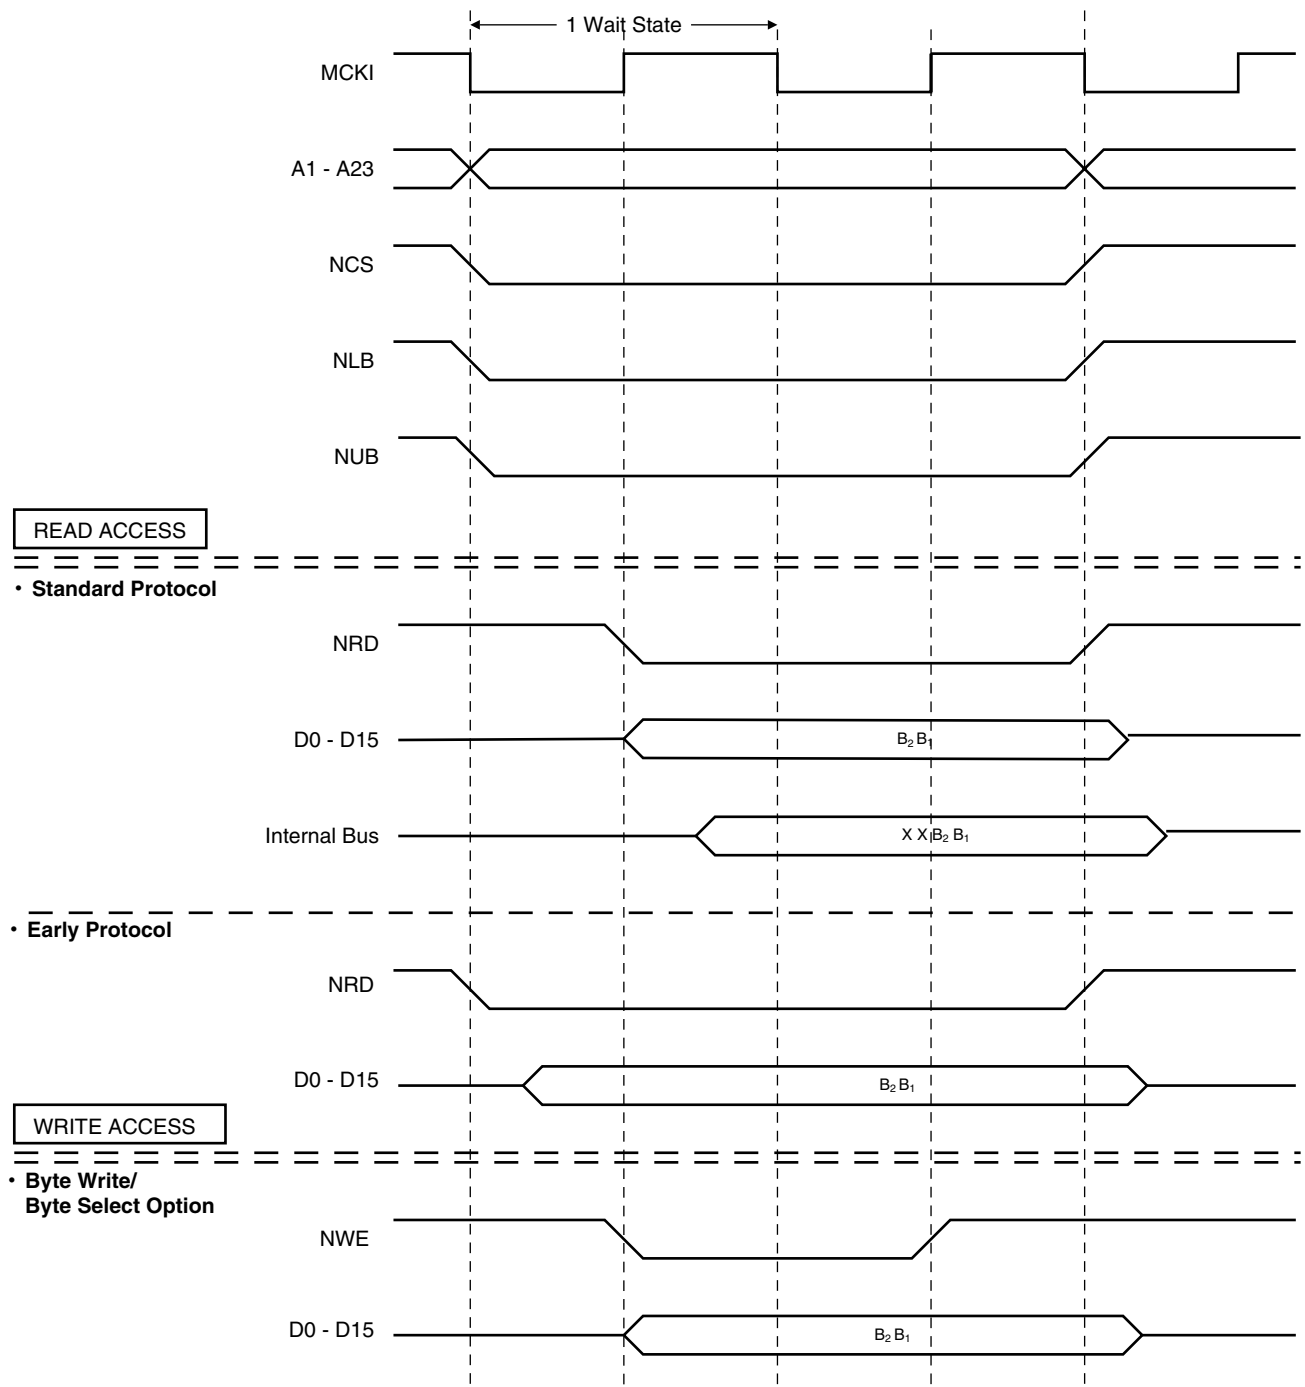 1 Wait State
MCKI
A1 - A23
NCS
NLB
NUB
READ ACCESS
• Standard Protocol
NRD
D0 - D15
B₂ B₁
Internal Bus
X X B₂ B₁
• Early Protocol
NRD
D0 - D15
B₂ B₁
WRITE ACCESS
• Byte Write/
Byte Select Option
NWE
D0 - D15
B₂ B₁